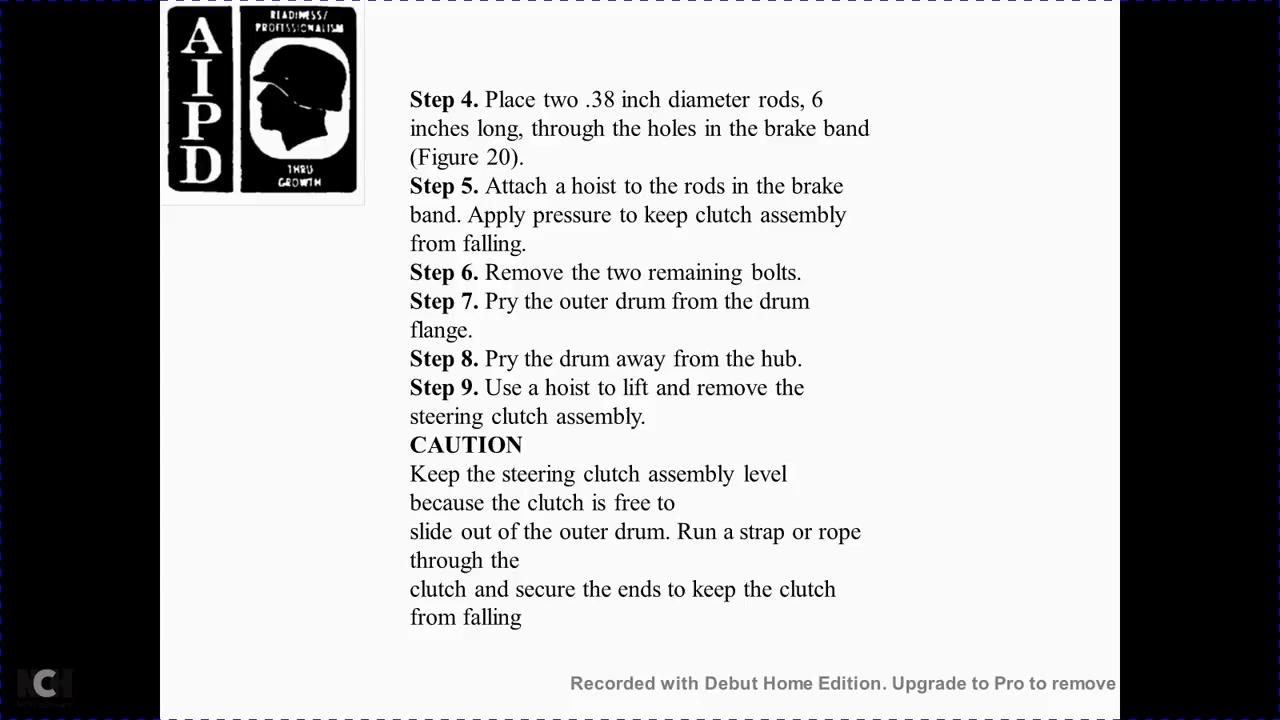 A
I
P
D
READINESS/
PROFESSIONALISM
THRU
GROWTH
Step 4. Place two .38 inch diameter rods, 6
inches long, through the holes in the brake band
(Figure 20).
Step 5. Attach a hoist to the rods in the brake
band. Apply pressure to keep clutch assembly
from falling.
Step 6. Remove the two remaining bolts.
Step 7. Pry the outer drum from the drum
flange.
Step 8. Pry the drum away from the hub.
Step 9. Use a hoist to lift and remove the
steering clutch assembly.
CAUTION
Keep the steering clutch assembly level
because the clutch is free to
slide out of the outer drum. Run a strap or rope
through the
clutch and secure the ends to keep the clutch
from falling
NCH
Recorded with Debut Home Edition. Upgrade to Pro to remove